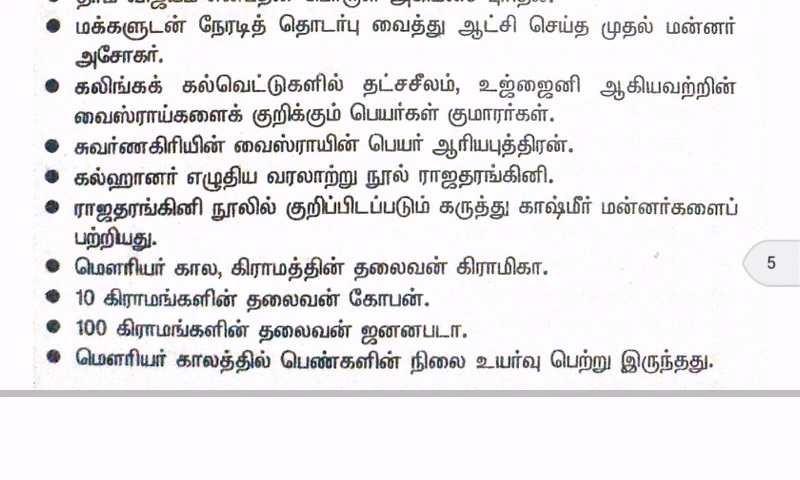 மக்களுடன் நேரடித் தொடர்பு வைத்து ஆட்சி செய்த முதல் மன்னர்
அசோகர்.
கலிங்கக் கல்வெட்டுகளில் தட்சசீலம், உஜ்ஜைனி ஆகியவற்றின்
வைஸ்ராய்களைக் குறிக்கும் பெயர்கள் குமாரர்கள்.
சுவர்ணகிரியின் வைஸ்ராயின் பெயர் ஆரியபுத்திரன்.
கல்ஹானர் எழுதிய வரலாற்று நூல் ராஜதரங்கினி.
ராஜதரங்கினி நூலில் குறிப்பிடப்படும் கருத்து காஷ்மீர் மன்னர்களைப்
பற்றியது.
மௌரியர் கால, கிராமத்தின் தலைவன் கிராமிகா.
5
10 கிராமங்களின் தலைவன் கோபன்.
100 கிராமங்களின் தலைவன் ஜனனபடா.
மௌரியர் காலத்தில் பெண்களின் நிலை உயர்வு பெற்று இருந்தது.